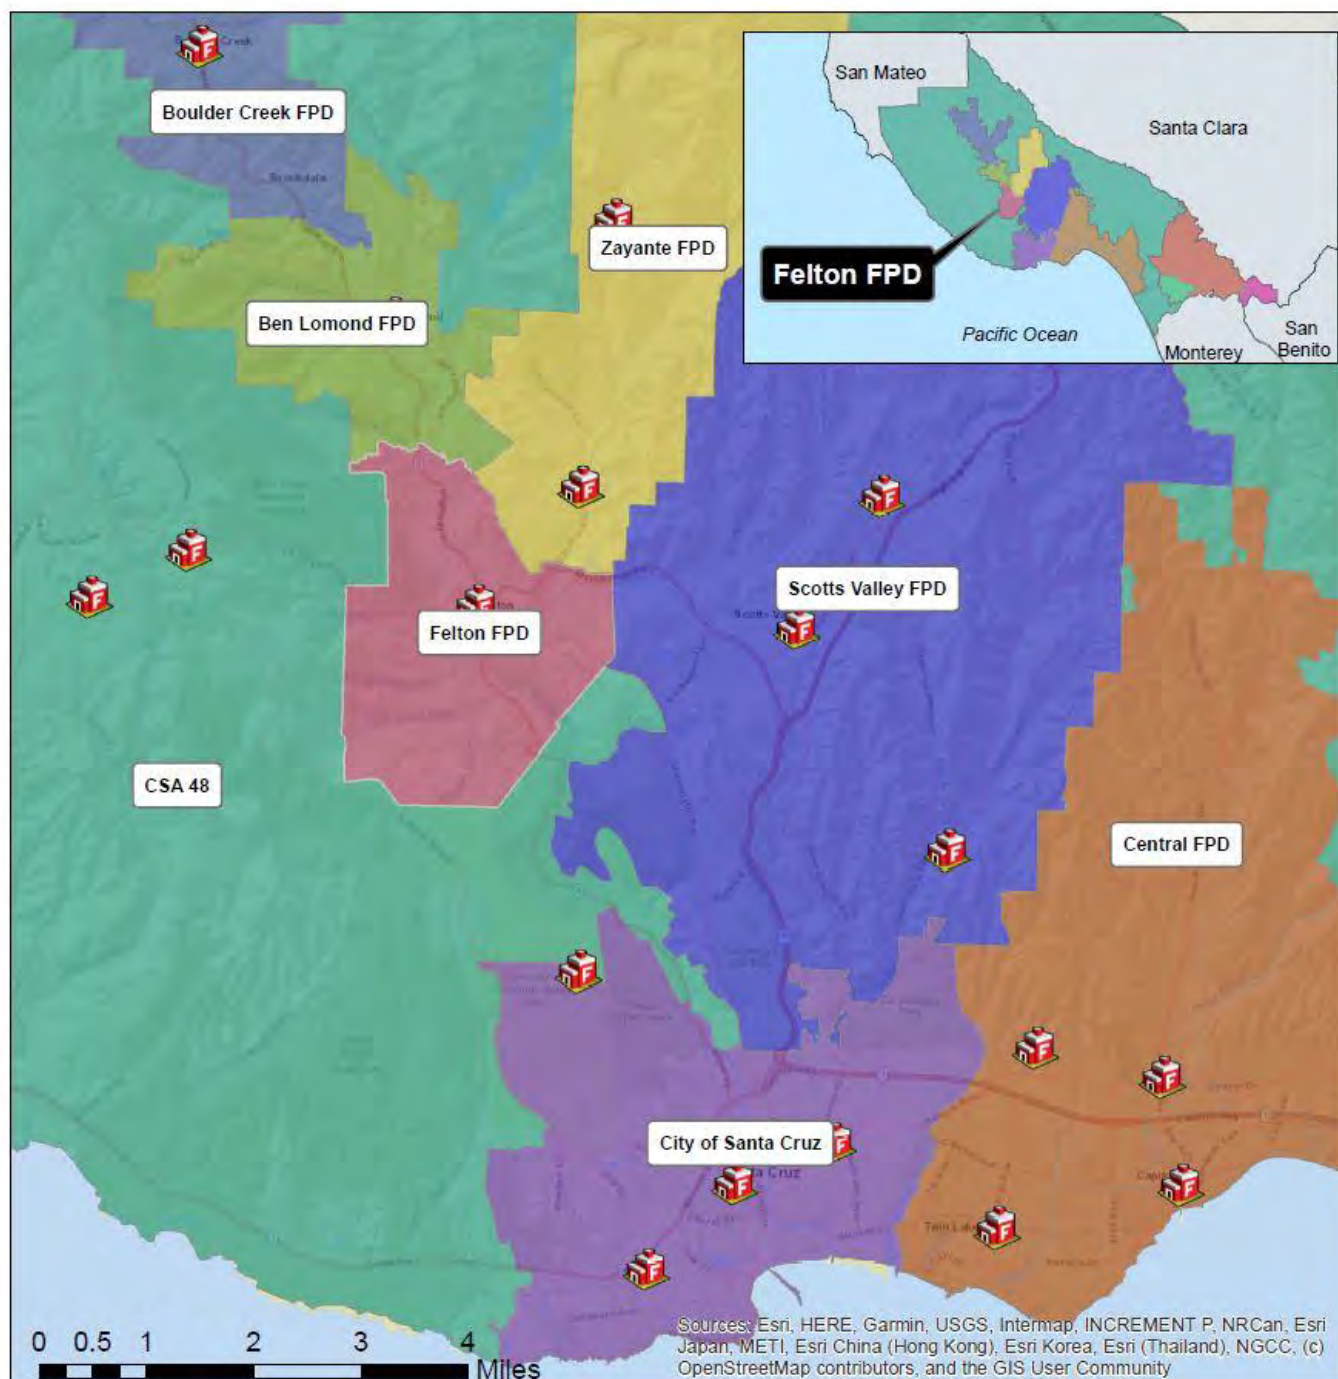 Boulder Creek FPD
San Mateo
Santa Clara
Felton FPD
Pacific Ocean
Monterey
San
Benito
Zayante FPD
Ben Lomond FPD
Scotts Valley FPD
Felton FPD
CSA 48
Central FPD
City of Santa Cruz
0 0.5 1 2 3 4
Miles
Sources: Esri, HERE, Garmin, USGS, Intermap, INCREMENT P, NRCan, Esri
Japan, METI, Esri China (Hong Kong), Esri Korea, Esri (Thailand), NGCC, (c)
OpenStreetMap contributors, and the GIS User Community